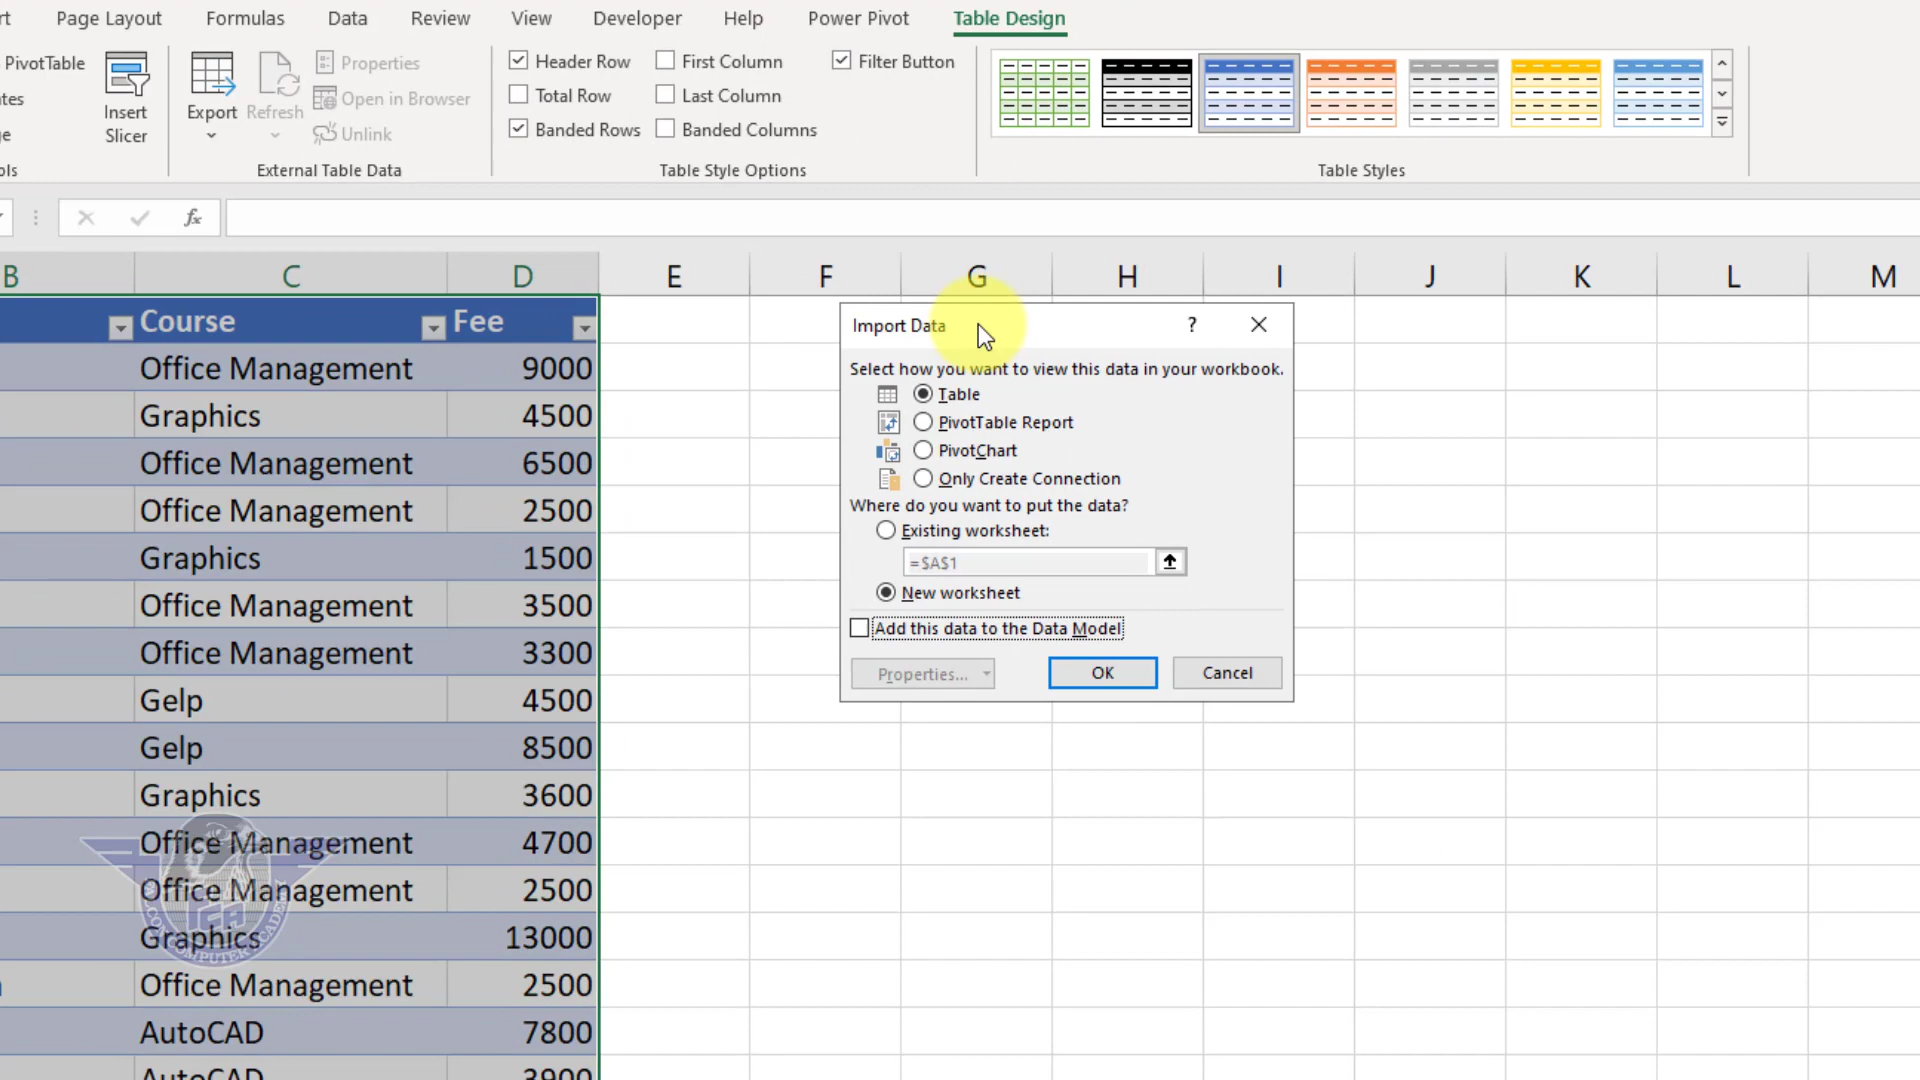 Page Layout Formulas Data Review View Developer Help Power Pivot Table Design
PivotTable
Insert
Slicer
Export
Refresh
Properties
Open in Browser
Unlink
External Table Data
Header Row
First Column
Filter Button
Total Row
Last Column
Banded Rows
Banded Columns
Table Style Options
Table Styles
fx
B C D E F G H I J K L M
Course Fee
Office Management 9000
Graphics 4500
Office Management 6500
Office Management 2500
Graphics 1500
Office Management 3500
Office Management 3300
Gelp 4500
Gelp 8500
Graphics 3600
Office Management 4700
Office Management 2500
Graphics 13000
Office Management 2500
AutoCAD 7800
AutoCAD 3900
Import Data ?
Select how you want to view this data in your workbook.
Table
PivotTable Report
PivotChart
Only Create Connection
Where do you want to put the data?
Existing worksheet:
=$A$1
New worksheet
Add this data to the Data Model
Properties... OK Cancel